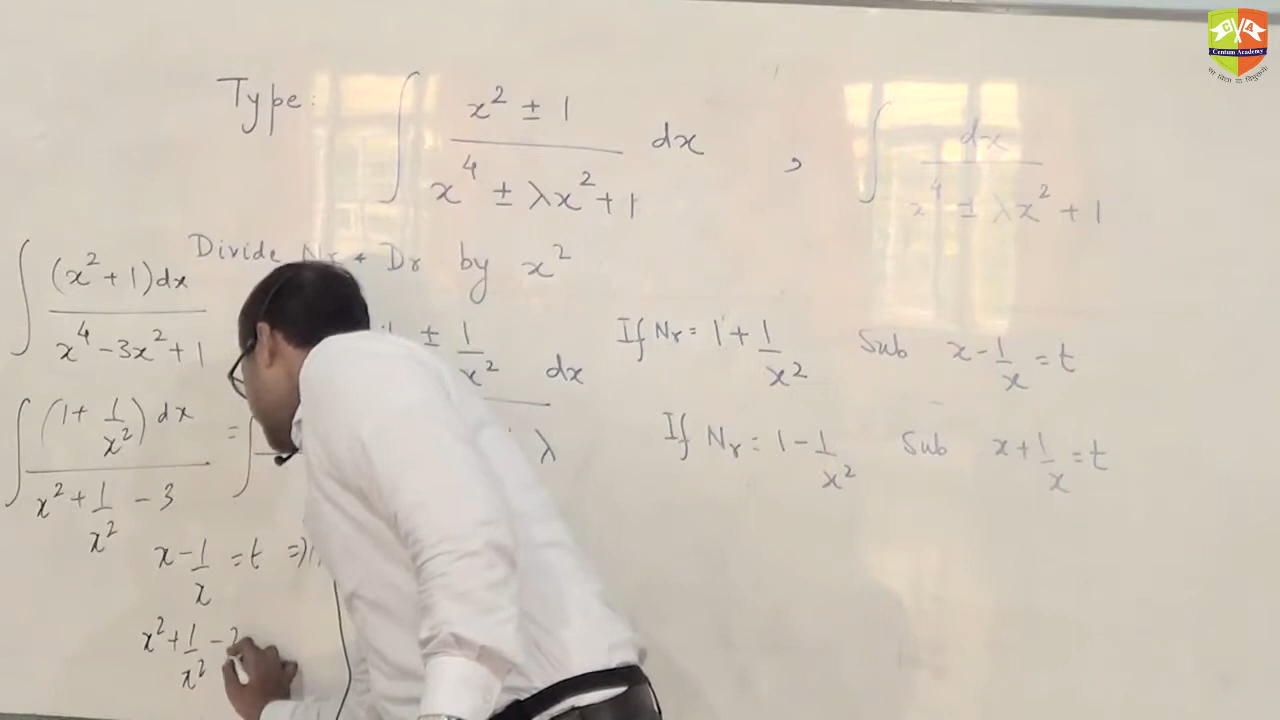 Type: ∫ (x² ± 1)/(x⁴ ± λx² + 1) dx , ∫ dx/(x⁴ ± λx² + 1)
Divide Nr & Dr by x²
± 1/x² dx
λ
If Nr = 1 + 1/x² Sub x - 1/x = t
If Nr = 1 - 1/x² Sub x + 1/x = t
∫ (x² + 1)dx/(x⁴ - 3x² + 1)
∫ (1 + 1/x²) dx/(x² + 1/x² - 3) = ∫
x - 1/x = t ⇒
x² + 1/x² -
Centum Academy